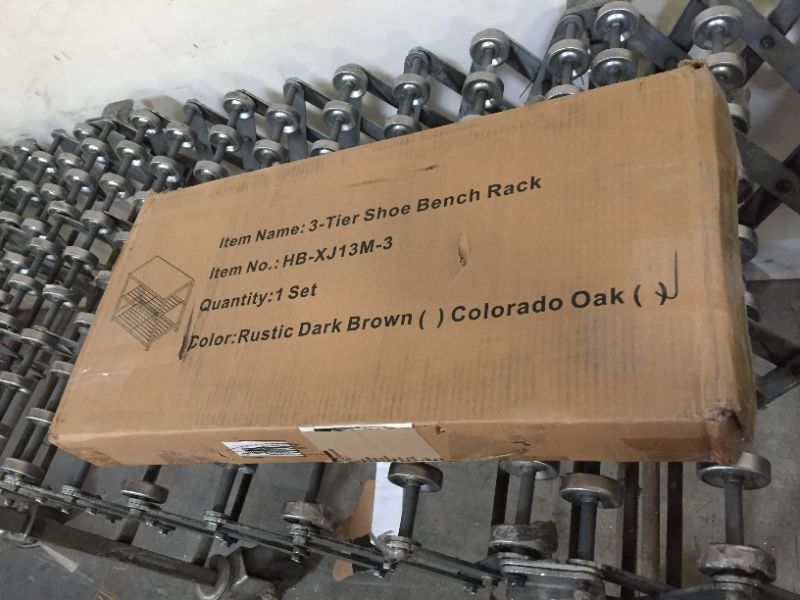 Item Name: 3-Tier Shoe Bench Rack
Item No.: HB-XJ13M-3
Quantity:1 Set
Color:Rustic Dark Brown ( ) Colorado Oak ( )